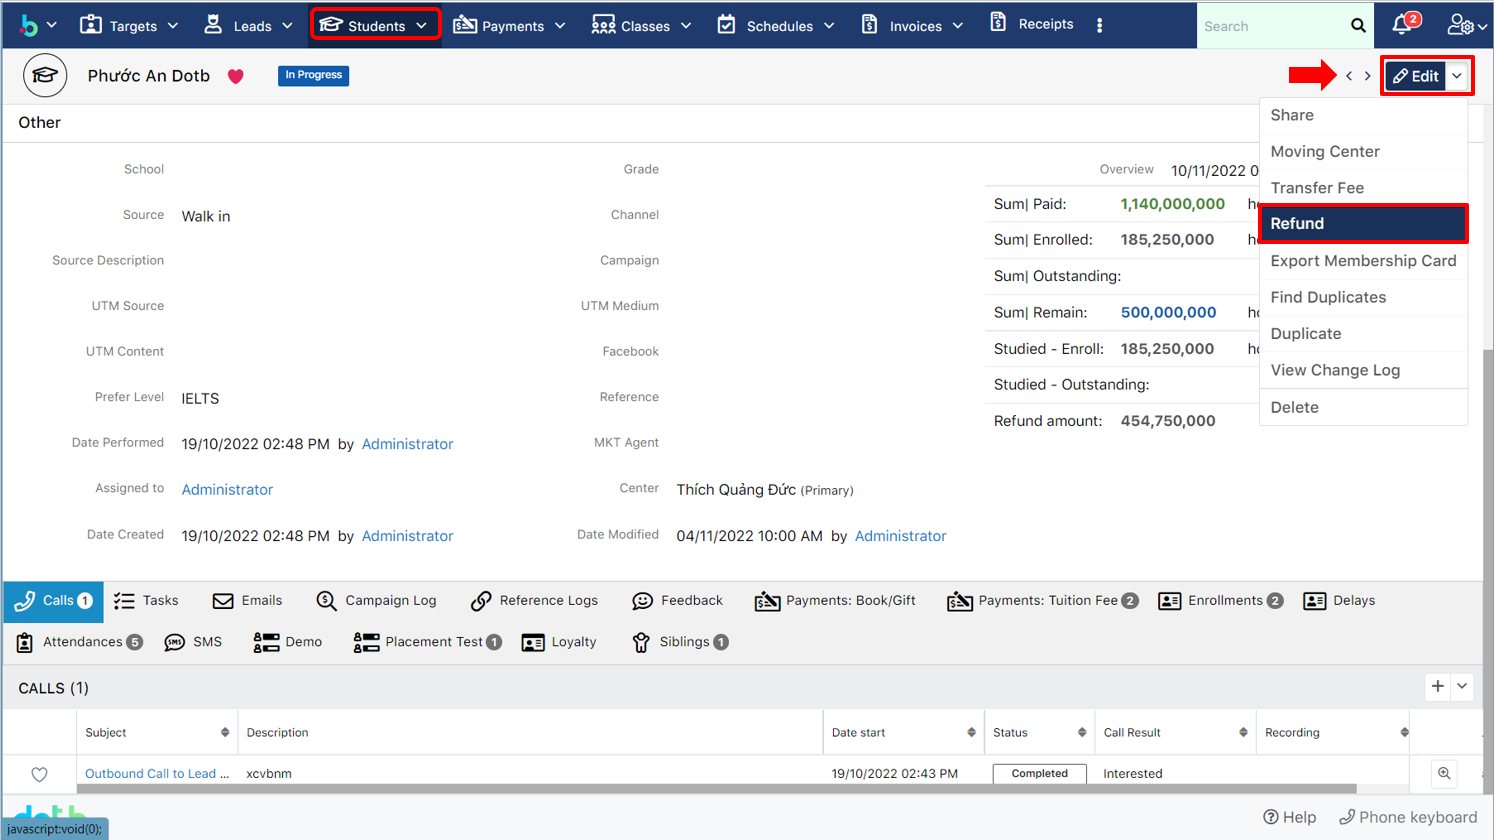 Targets Leads Students Payments Classes Schedules Invoices Receipts Search 2
Phước An Dotb In Progress Edit
Other
Share
Moving Center
Transfer Fee
Refund
Export Membership Card
Find Duplicates
Duplicate
View Change Log
Delete
School Grade
Source Walk in Channel
Source Description Campaign
UTM Source UTM Medium
UTM Content Facebook
Prefer Level IELTS Reference
Date Performed 19/10/2022 02:48 PM by Administrator MKT Agent
Assigned to Administrator Center Thích Quảng Đức (Primary)
Date Created 19/10/2022 02:48 PM by Administrator Date Modified 04/11/2022 10:00 AM by Administrator
Overview 10/11/2022 0
Sum| Paid: 1,140,000,000
Sum| Enrolled: 185,250,000
Sum| Outstanding:
Sum| Remain: 500,000,000
Studied - Enroll: 185,250,000
Studied - Outstanding:
Refund amount: 454,750,000
Calls 1 Tasks Emails Campaign Log Reference Logs Feedback Payments: Book/Gift Payments: Tuition Fee 2 Enrollments 2 Delays
Attendances 5 SMS Demo Placement Test 1 Loyalty Siblings 1
CALLS (1)
Subject Description Date start Status Call Result Recording
Outbound Call to Lead ... xcvbnm 19/10/2022 02:43 PM Completed Interested
javascript:void(0);
Help Phone keyboard